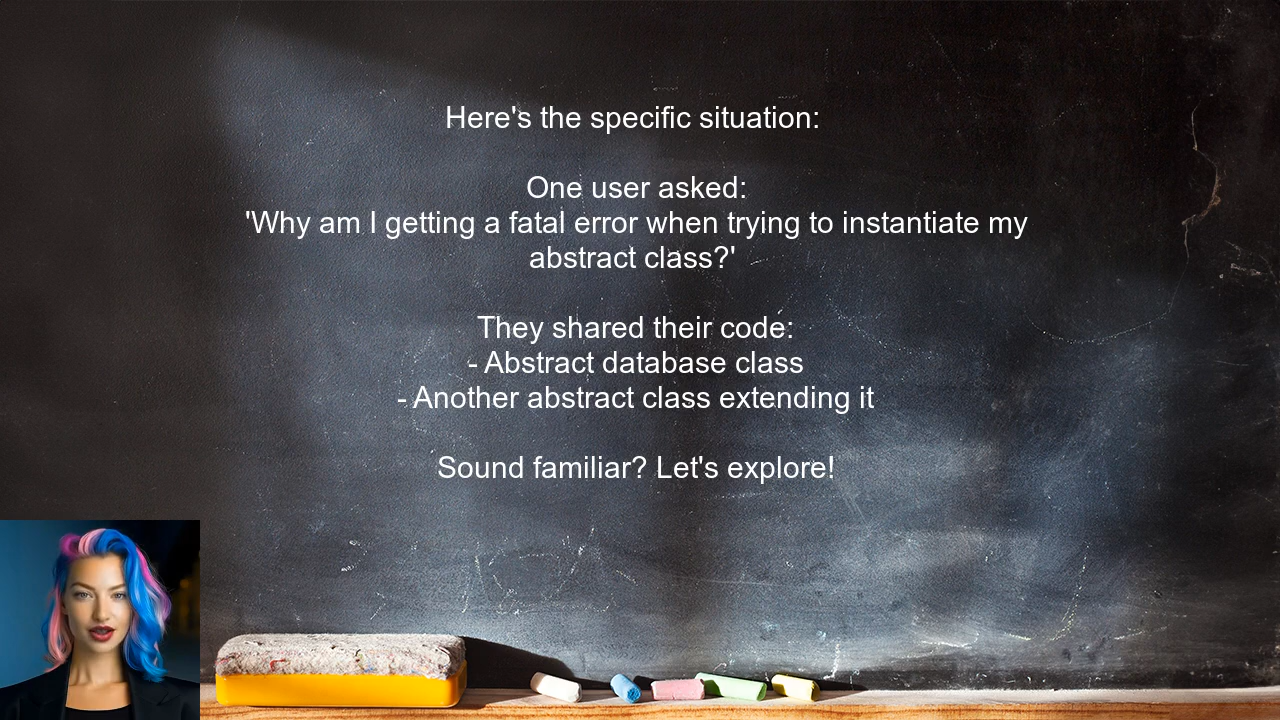 Here's the specific situation:
One user asked:
'Why am I getting a fatal error when trying to instantiate my
abstract class?'
They shared their code:
- Abstract database class
- Another abstract class extending it
Sound familiar? Let's explore!